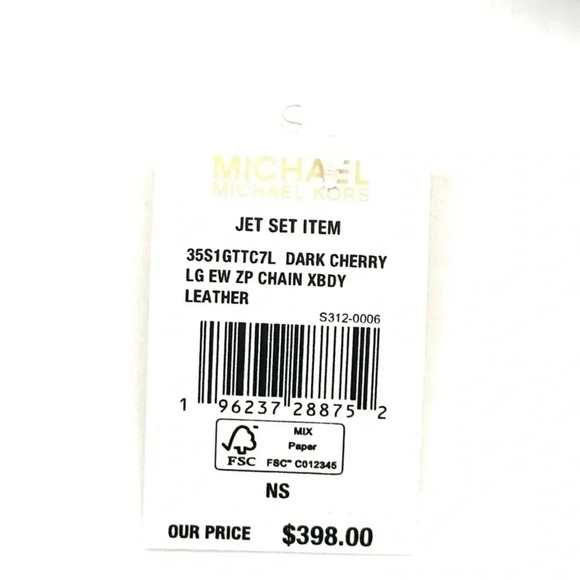 MICHAEL
MICHAEL KORS
JET SET ITEM
35S1GTTC7L DARK CHERRY
LG EW ZP CHAIN XBDY
LEATHER
S312-0006
1 96237 28875 2
FSC
MIX
Paper
FSC™ C012345
NS
OUR PRICE $398.00